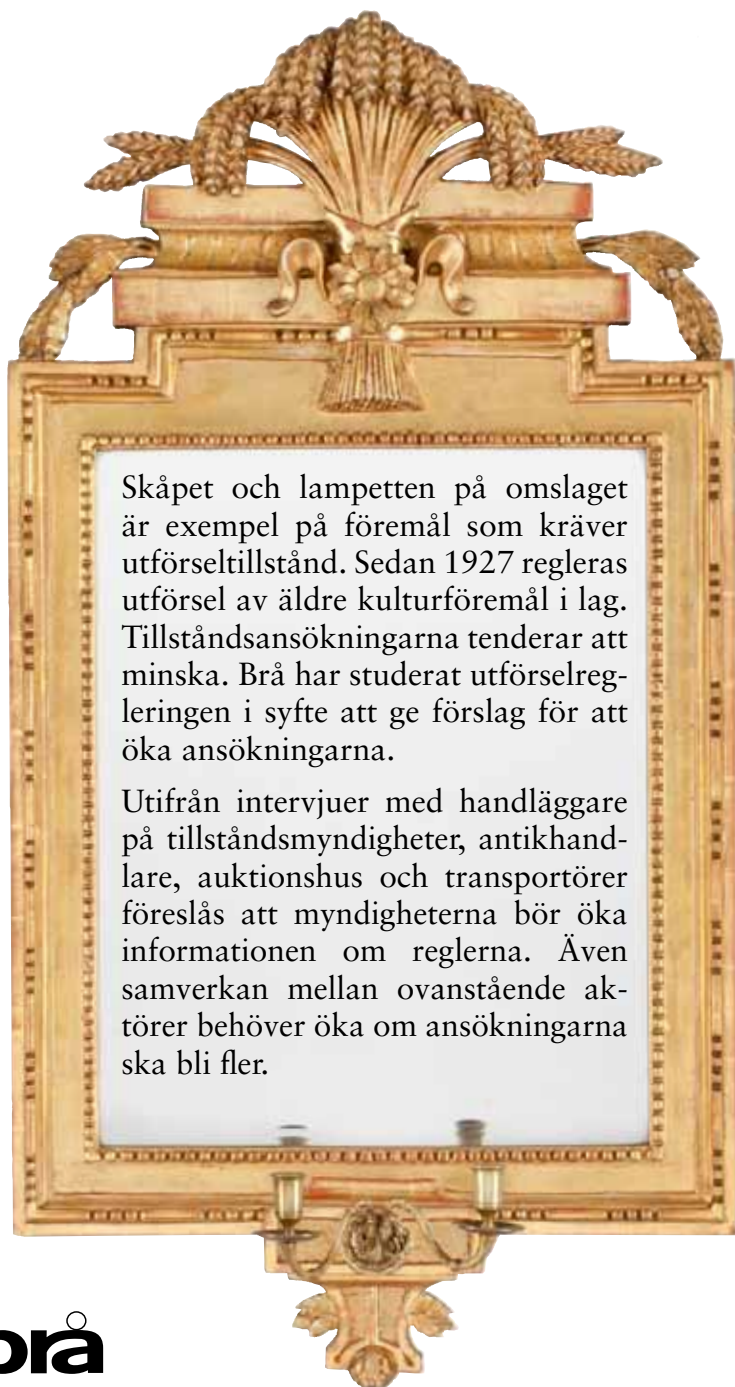 Skåpet och lampetten på omslaget
är exempel på föremål som kräver
utförseltillstånd. Sedan 1927 regleras
utförsel av äldre kulturföremål i lag.
Tillståndsansökningarna tenderar att
minska. Brå har studerat utförselreg-
leringen i syfte att ge förslag för att
öka ansökningarna.
Utifrån intervjuer med handläggare
på tillståndsmyndigheter, antikhand-
lare, auktionshus och transportörer
föreslås att myndigheterna bör öka
informationen om reglerna. Även
samverkan mellan ovanstående ak-
törer behöver öka om ansökningarna
ska bli fler.
brå